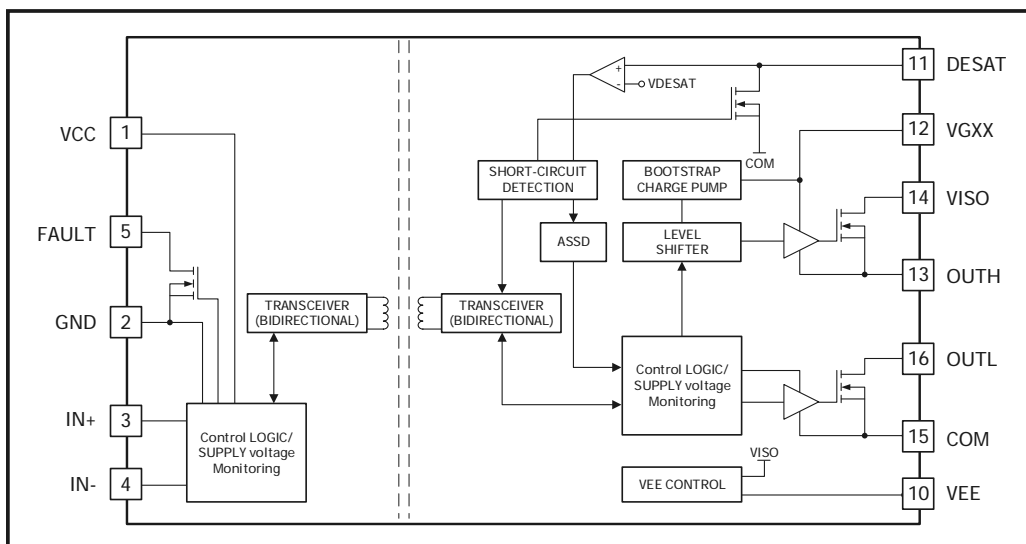 VCC
1
FAULT
5
GND
2
IN+
3
IN-
4
Control LOGIC/
SUPPLY voltage
Monitoring
TRANSCEIVER
(BIDIRECTIONAL)
TRANSCEIVER
(BIDIRECTIONAL)
SHORT-CIRCUIT
DETECTION
ASSD
+
-
VDESAT
COM
BOOTSTRAP
CHARGE PUMP
LEVEL
SHIFTER
Control LOGIC/
SUPPLY voltage
Monitoring
VISO
VEE CONTROL
11 DESAT
12 VGXX
14 VISO
13 OUTH
16 OUTL
15 COM
10 VEE